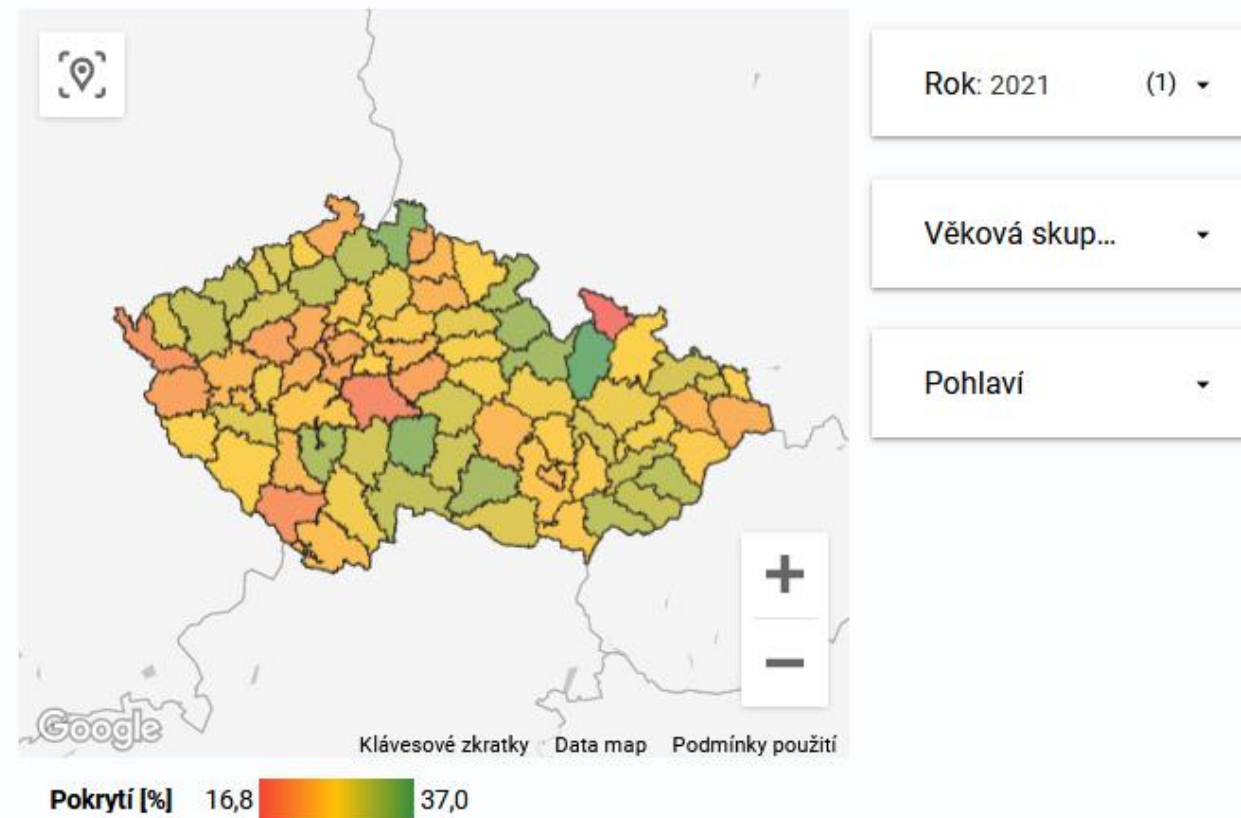 Rok: 2021 (1)
Věková skup...
Pohlaví
Google
Klávesové zkratky Data map Podmínky použití
Pokrytí [%] 16,8 37,0